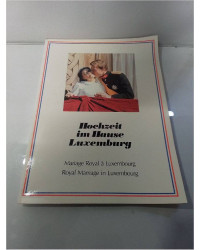 Hochzeit
im Hause
Luxemburg
Mariage Royal à Luxembourg
Royal Marriage in Luxembourg